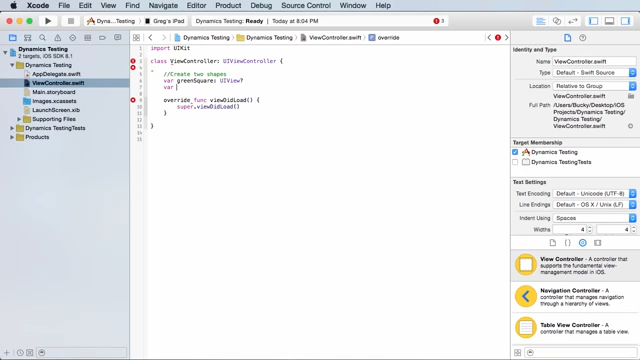 Xcode File Edit View Find Navigate Editor Product Debug Source Control Window Help
Dyna...Testing Greg's iP... Dynamics Testing: Ready | Today at 8:04 PM 3
Dynamics Testing Dynamics Testing ViewController.swift override
Dynamics Testing
2 targets, iOS SDK 8.1
Dynamics Testing
AppDelegate.swift
ViewController.swift
Main.storyboard
Images.xcassets
LaunchScreen.xib
Supporting Files
Dynamics TestingTests
Products
import UIKit
class ViewController: UIViewController {
//Create two shapes
var greenSquare: UIView?
var
override func viewDidLoad() {
super.viewDidLoad()
}
}
Identity and Type
Name ViewController.swift
Type Default - Swift Source
Location Relative to Group
ViewController.swift
Full Path /Users/Bucky/Desktop/iOS
Projects/Dynamics Testing/
Dynamics Testing/
ViewController.swift
Target Membership
Dynamics Testing
Dynamics TestingTests
Text Settings
Text Encoding Default - Unicode (UTF-8)
Line Endings Default - OS X / Unix (LF)
Indent Using Spaces
Widths 4 4
View Controller - A controller that
supports the fundamental view-
management model in iOS.
Navigation Controller - A
controller that manages navigation
through a hierarchy of views.
Table View Controller - A
controller that manages a table view.